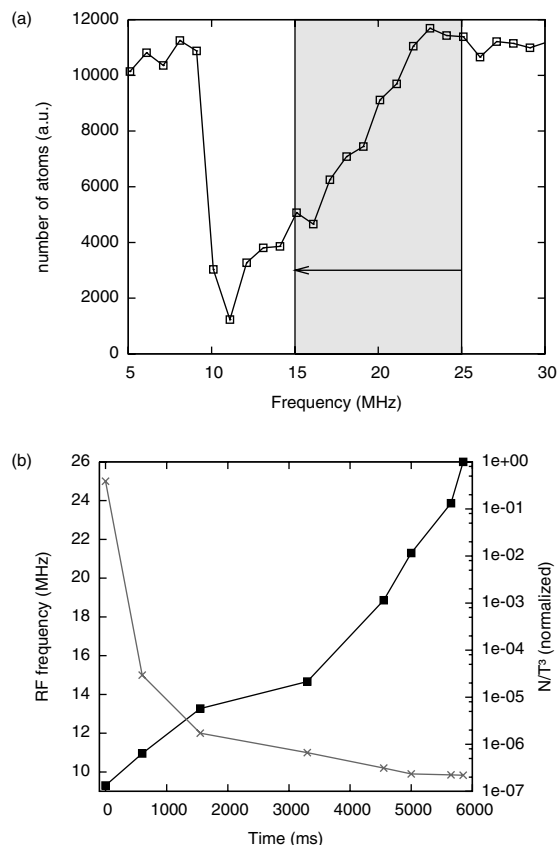 (a)
12000
10000
8000
6000
4000
2000
0
number of atoms (a.u.)
5 10 15 20 25 30
Frequency (MHz)
(b)
26
24
22
20
18
16
14
12
10
RF frequency (MHz)
1e+00
1e-01
1e-02
1e-03
1e-04
1e-05
1e-06
1e-07
N/T³ (normalized)
0 1000 2000 3000 4000 5000 6000
Time (ms)